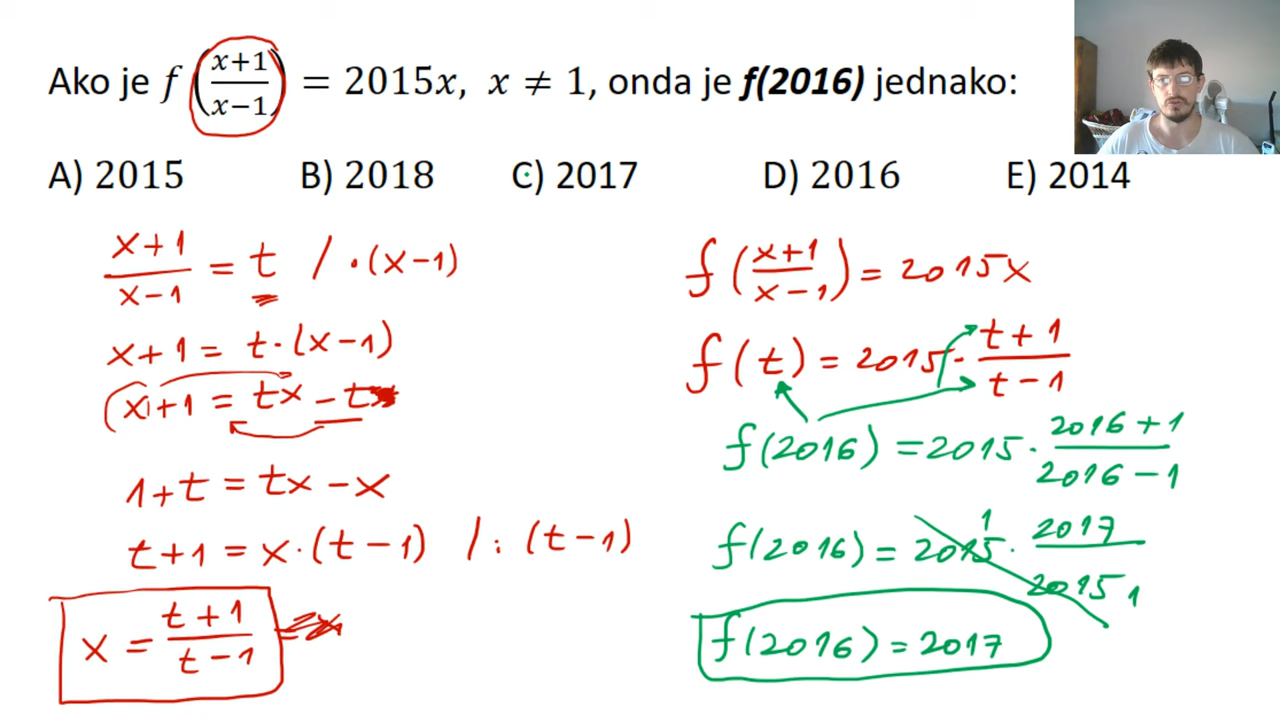 Ako je f((x+1)/(x−1)) = 2015x, x ≠ 1, onda je f(2016) jednako:
A) 2015 B) 2018 C) 2017 D) 2016 E) 2014
(x+1)/(x−1) = t / ·(x−1)
x+1 = t·(x−1)
x+1 = tx − t
1+t = tx − x
t+1 = x·(t−1) /:(t−1)
x = (t+1)/(t−1)
f((x+1)/(x−1)) = 2015x
f(t) = 2015·(t+1)/(t−1)
f(2016) = 2015·(2016+1)/(2016−1)
f(2016) = 2015 1 · 2017/2015 1
f(2016) = 2017